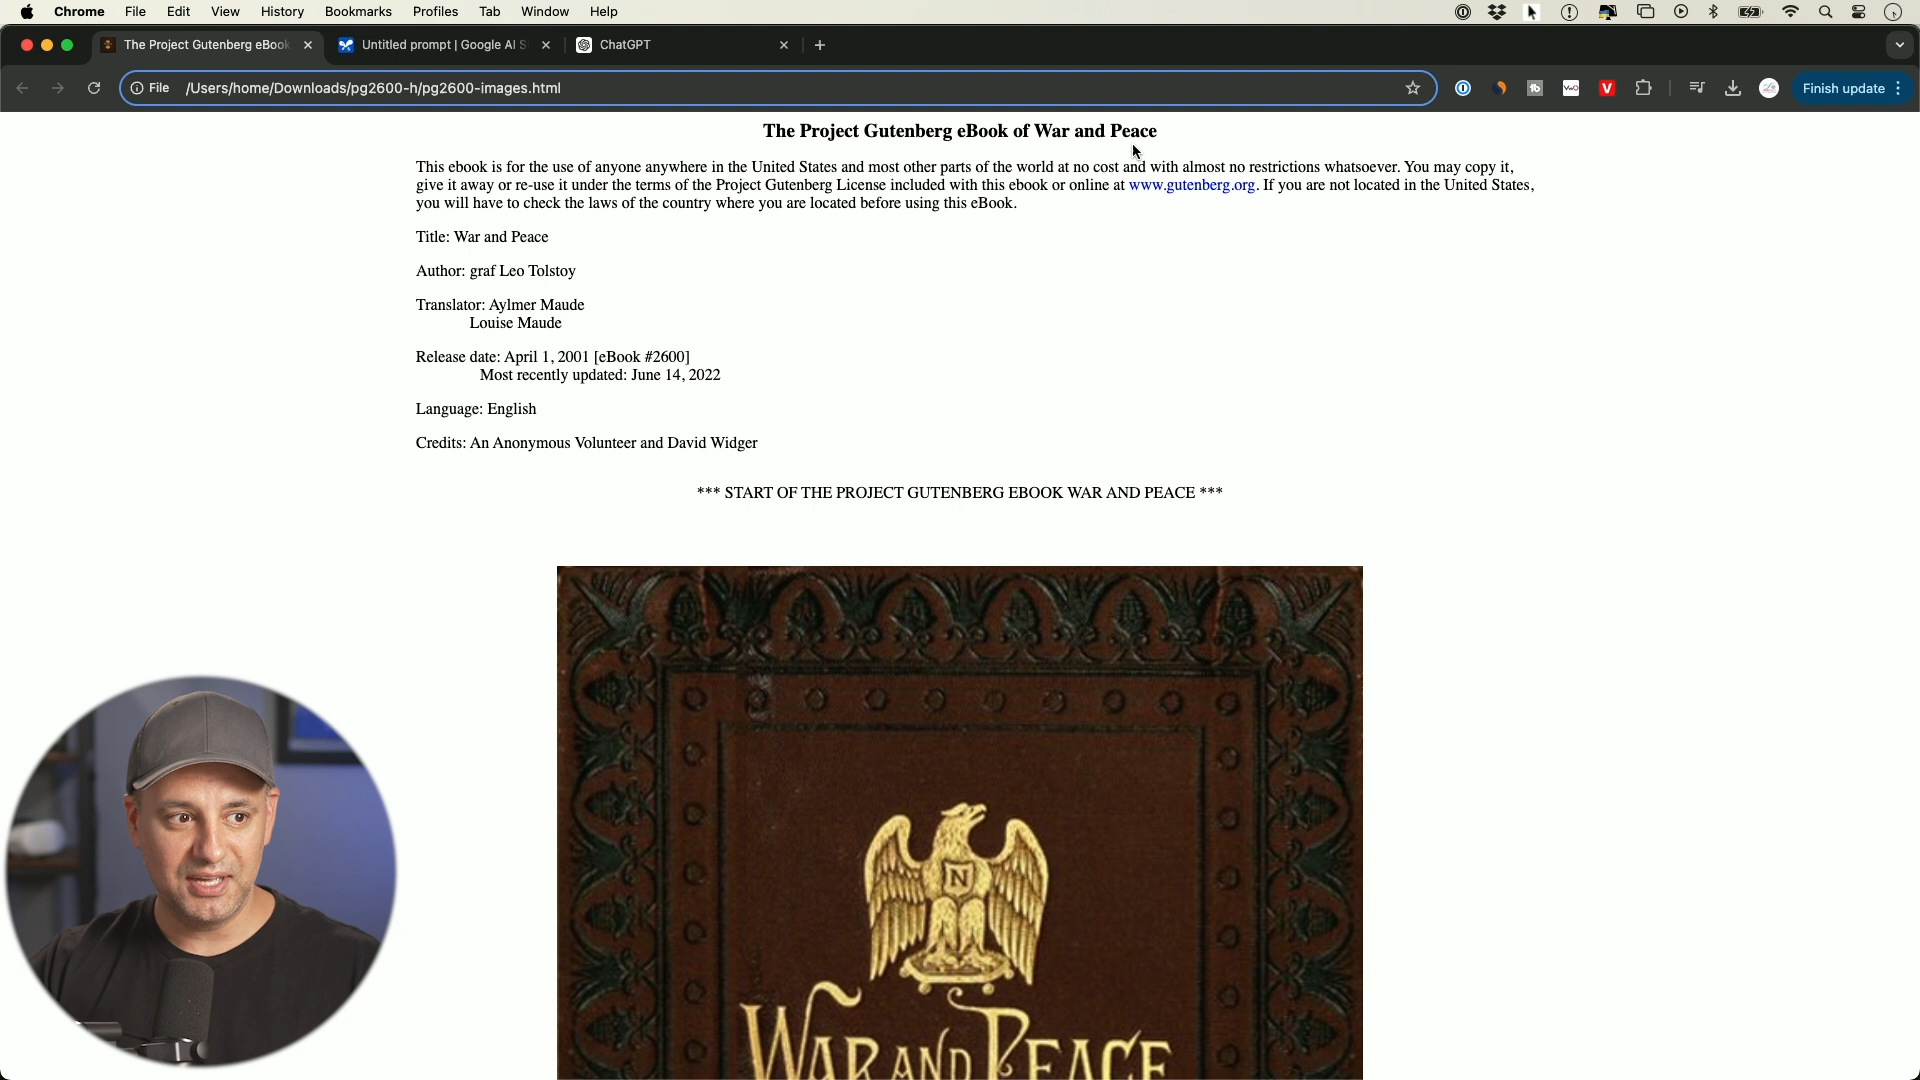 Chrome File Edit View History Bookmarks Profiles Tab Window Help
The Project Gutenberg eBook
Untitled prompt | Google AI S
ChatGPT
File /Users/home/Downloads/pg2600-h/pg2600-images.html
Finish update
The Project Gutenberg eBook of War and Peace
This ebook is for the use of anyone anywhere in the United States and most other parts of the world at no cost and with almost no restrictions whatsoever. You may copy it,
give it away or re-use it under the terms of the Project Gutenberg License included with this ebook or online at www.gutenberg.org. If you are not located in the United States,
you will have to check the laws of the country where you are located before using this eBook.
Title: War and Peace
Author: graf Leo Tolstoy
Translator: Aylmer Maude
Louise Maude
Release date: April 1, 2001 [eBook #2600]
Most recently updated: June 14, 2022
Language: English
Credits: An Anonymous Volunteer and David Widger
*** START OF THE PROJECT GUTENBERG EBOOK WAR AND PEACE ***
N
WAR AND PEACE